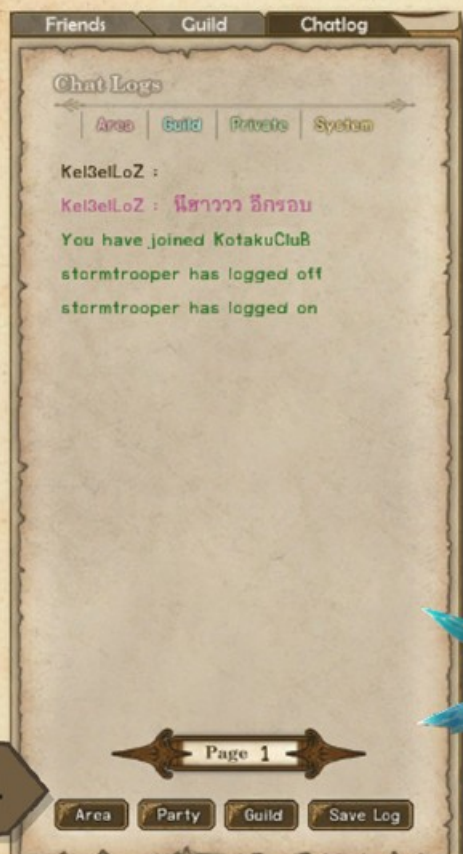 Friends Guild Chatlog
Chat Logs
Area Guild Private System
Kel3elLoZ :
Kel3elLoZ : นีฮาววว อีกรอบ
You have joined KotakuCluB
stormtrooper has logged off
stormtrooper has logged on
Page 1
Area Party Guild Save Log